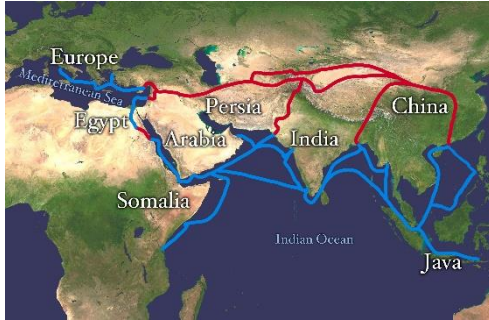 Europe
Mediterranean Sea
Egypt
Arabia
Persia
India
China
Somalia
Indian Ocean
Java